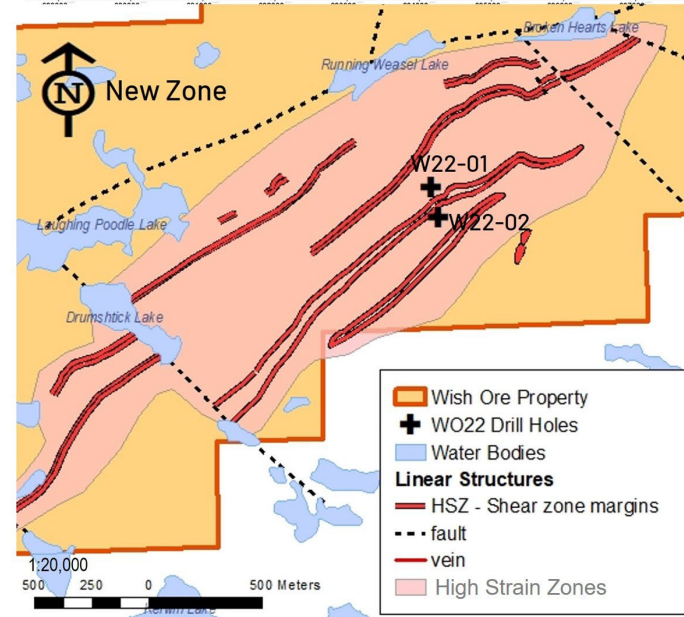 Broken Hearts Lake
Running Weasel Lake
N New Zone
W22-01
W22-02
Laughing Poodle Lake
Drumshtick Lake
Wish Ore Property
WO22 Drill Holes
Water Bodies
Linear Structures
HSZ - Shear zone margins
fault
vein
High Strain Zones
1:20,000
500 250 0 500 Meters
Kerwin Lake